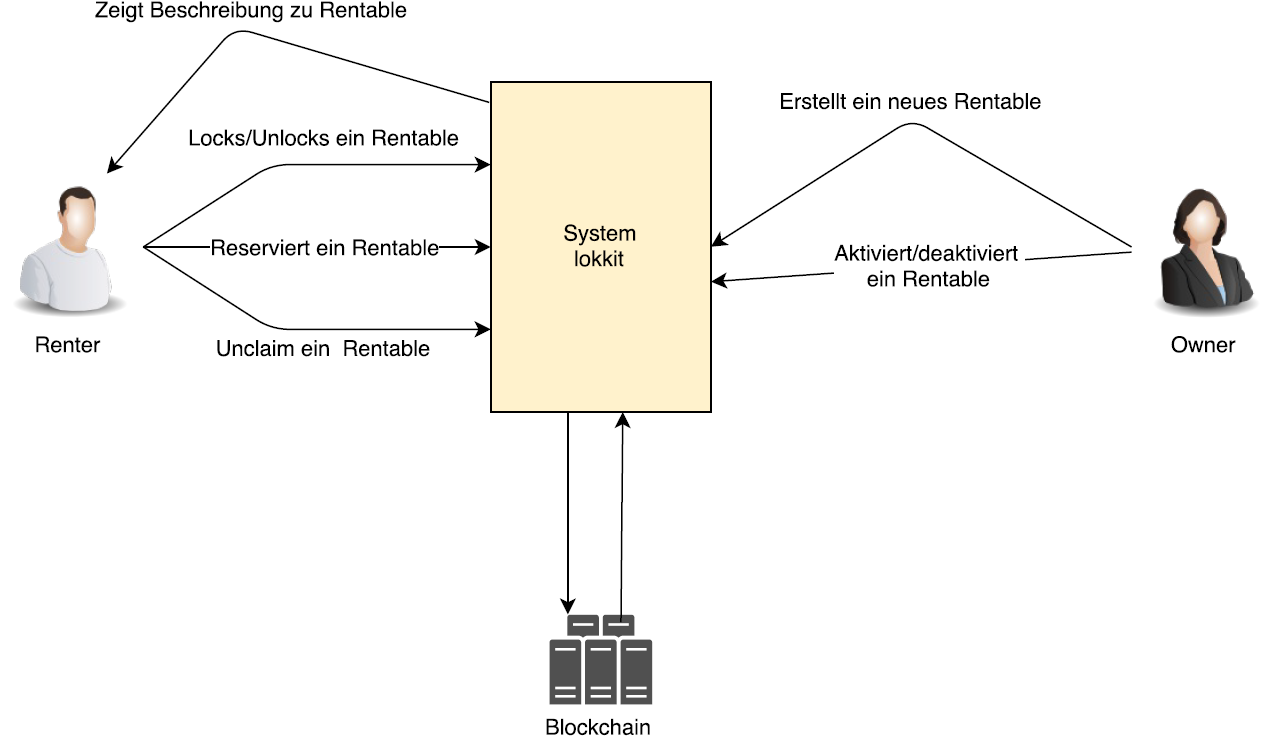 Zeigt Beschreibung zu Rentable
Erstellt ein neues Rentable
Locks/Unlocks ein Rentable
System
lokkit
Reserviert ein Rentable
Aktiviert/deaktiviert
ein Rentable
Unclaim ein Rentable
Renter
Owner
Blockchain